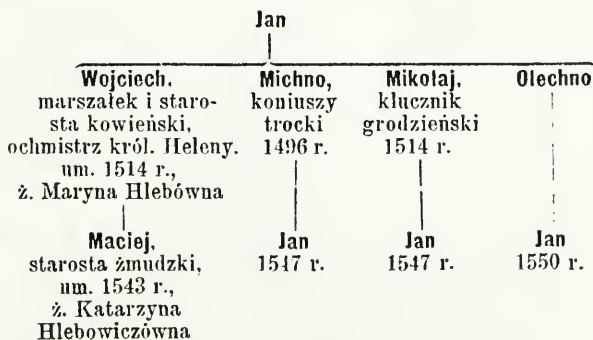 Jan
Wojciech, Michno, Mikołaj, Olechno
marszałek i staro- koniuszy klucznik
sta kowieński, trocki grodzieński
ochmistrz król. Heleny. 1496 r. 1514 r.
um. 1514 r.,
ż. Maryna Hlebówna
Maciej, Jan Jan Jan
starosta żmudzki, 1547 r. 1547 r. 1550 r.
um. 1543 r.,
ż. Katarzyna
Hlebowiczówna